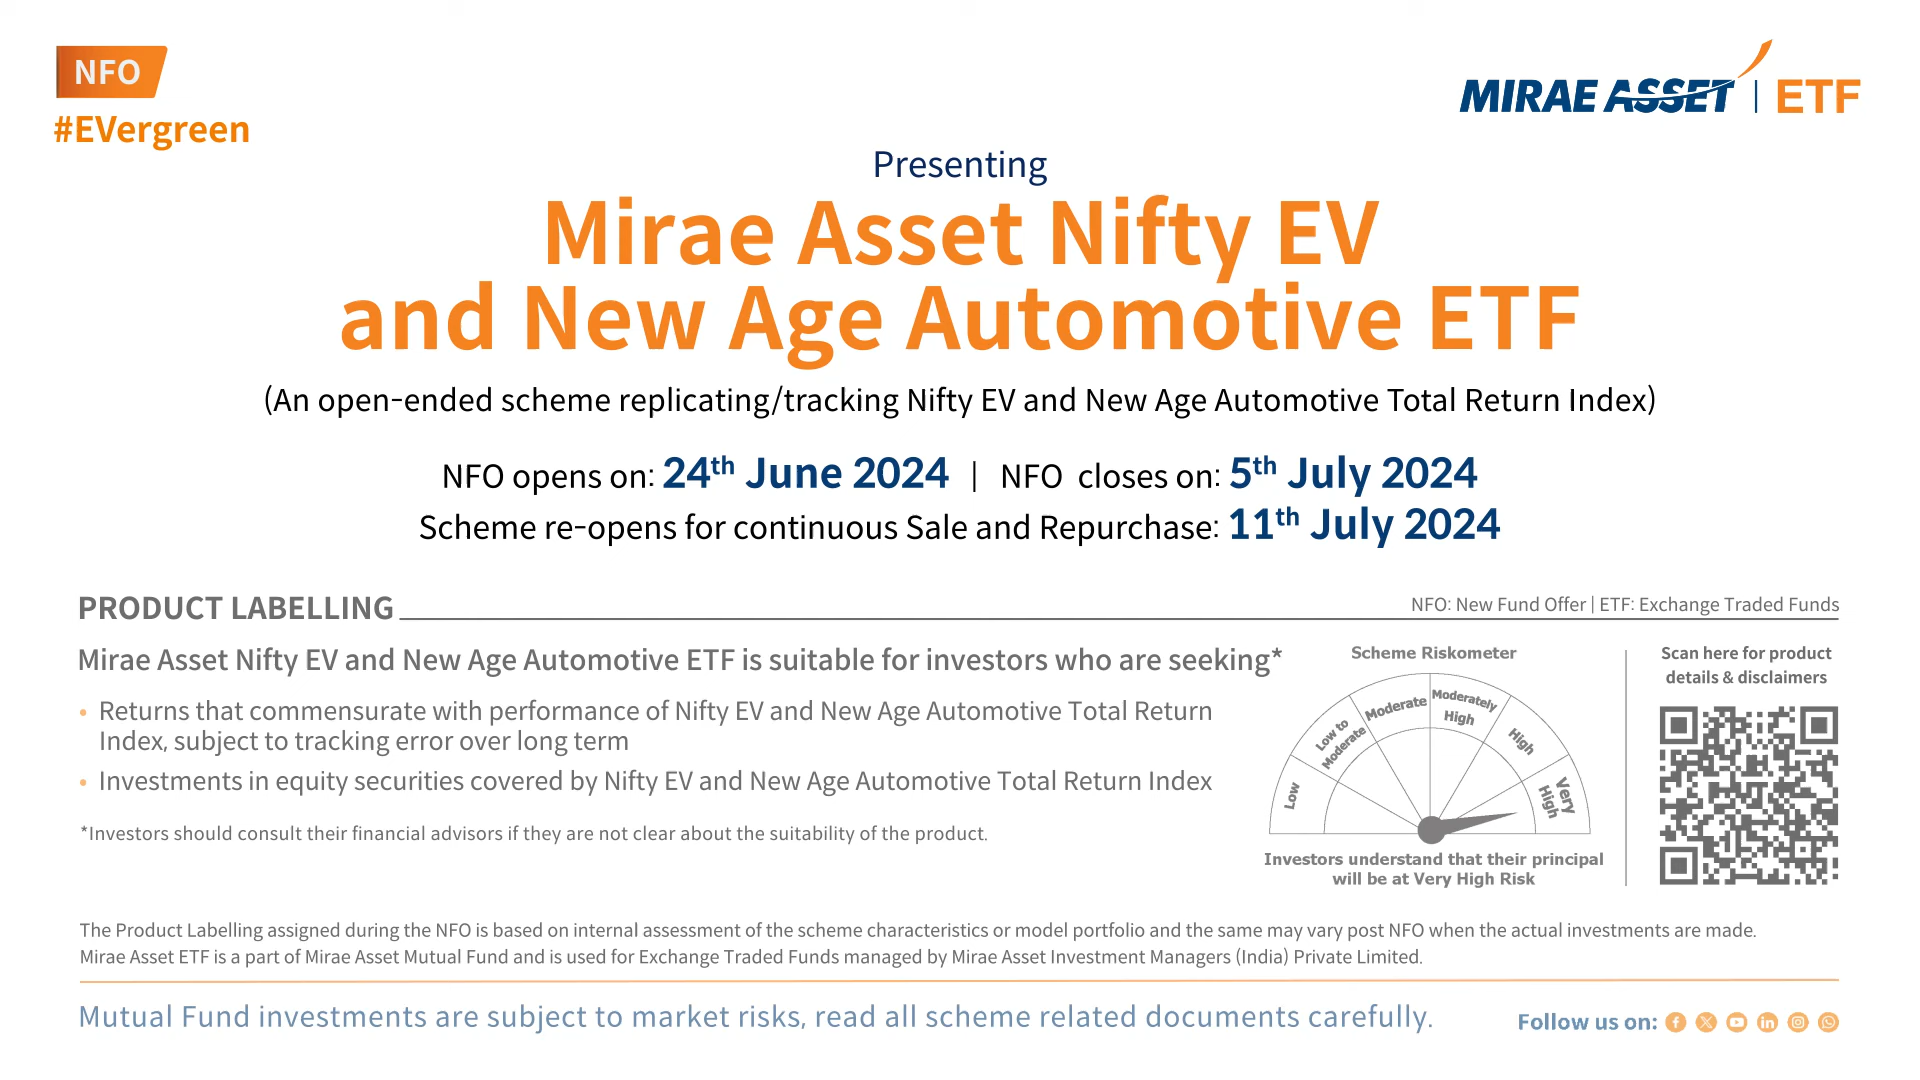 NFO
#EVergreen
MIRAE ASSET | ETF
Presenting
Mirae Asset Nifty EV
and New Age Automotive ETF
(An open-ended scheme replicating/tracking Nifty EV and New Age Automotive Total Return Index)
NFO opens on: 24th June 2024 | NFO closes on: 5th July 2024
Scheme re-opens for continuous Sale and Repurchase: 11th July 2024
PRODUCT LABELLING
NFO: New Fund Offer | ETF: Exchange Traded Funds
Mirae Asset Nifty EV and New Age Automotive ETF is suitable for investors who are seeking*
• Returns that commensurate with performance of Nifty EV and New Age Automotive Total Return
Index, subject to tracking error over long term
• Investments in equity securities covered by Nifty EV and New Age Automotive Total Return Index
*Investors should consult their financial advisors if they are not clear about the suitability of the product.
Scheme Riskometer
Low
Low to
Moderate
Moderate
Moderately
High
High
Very
High
Investors understand that their principal
will be at Very High Risk
Scan here for product
details & disclaimers
The Product Labelling assigned during the NFO is based on internal assessment of the scheme characteristics or model portfolio and the same may vary post NFO when the actual investments are made.
Mirae Asset ETF is a part of Mirae Asset Mutual Fund and is used for Exchange Traded Funds managed by Mirae Asset Investment Managers (India) Private Limited.
Mutual Fund investments are subject to market risks, read all scheme related documents carefully.
Follow us on: